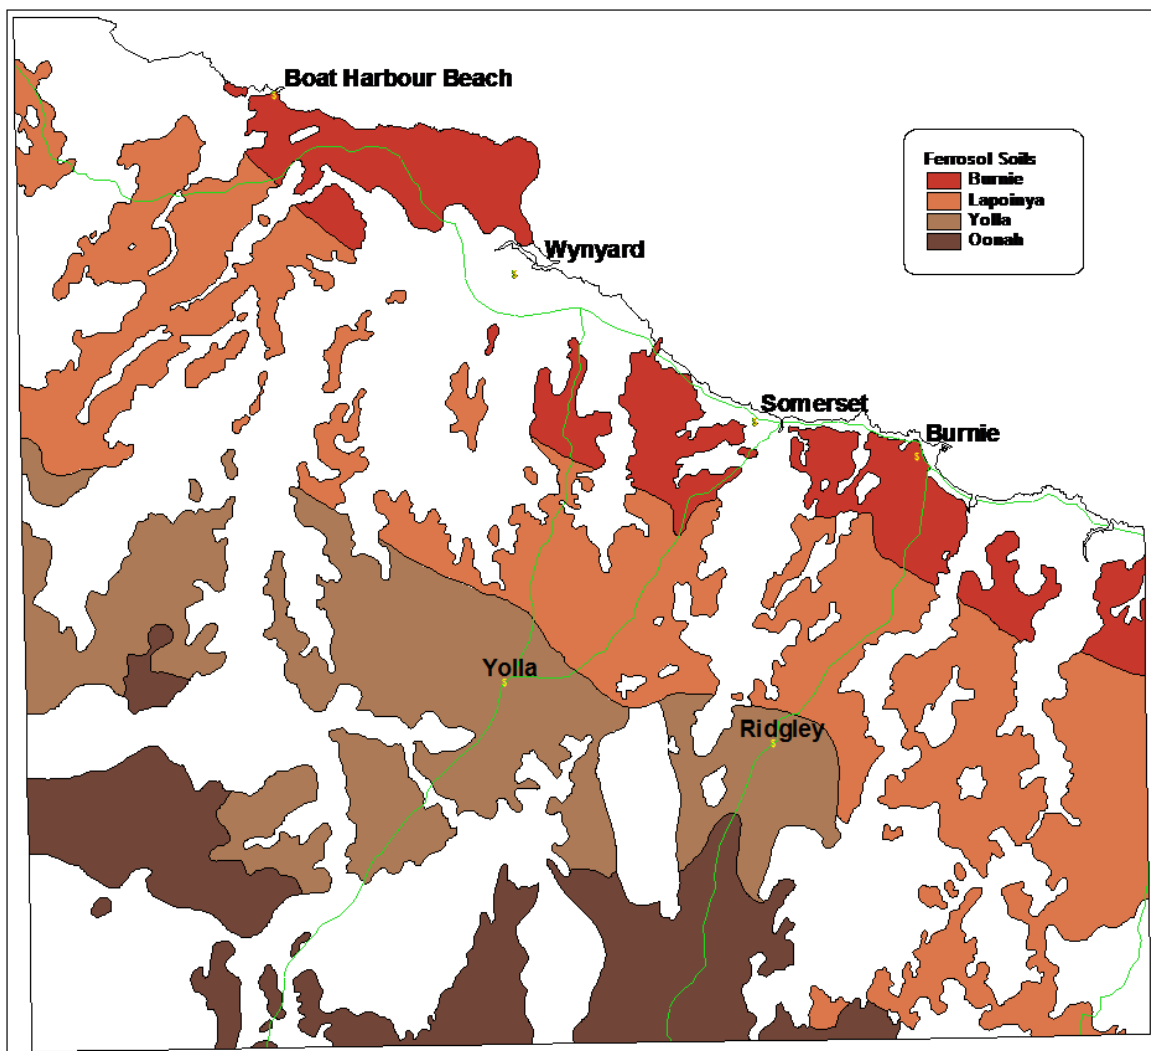 Boat Harbour Beach
Ferrosol Soils
Burnie
Lapoinya
Yolla
Oonah
Wynyard
Somerset
Burnie
Yolla
Ridgley